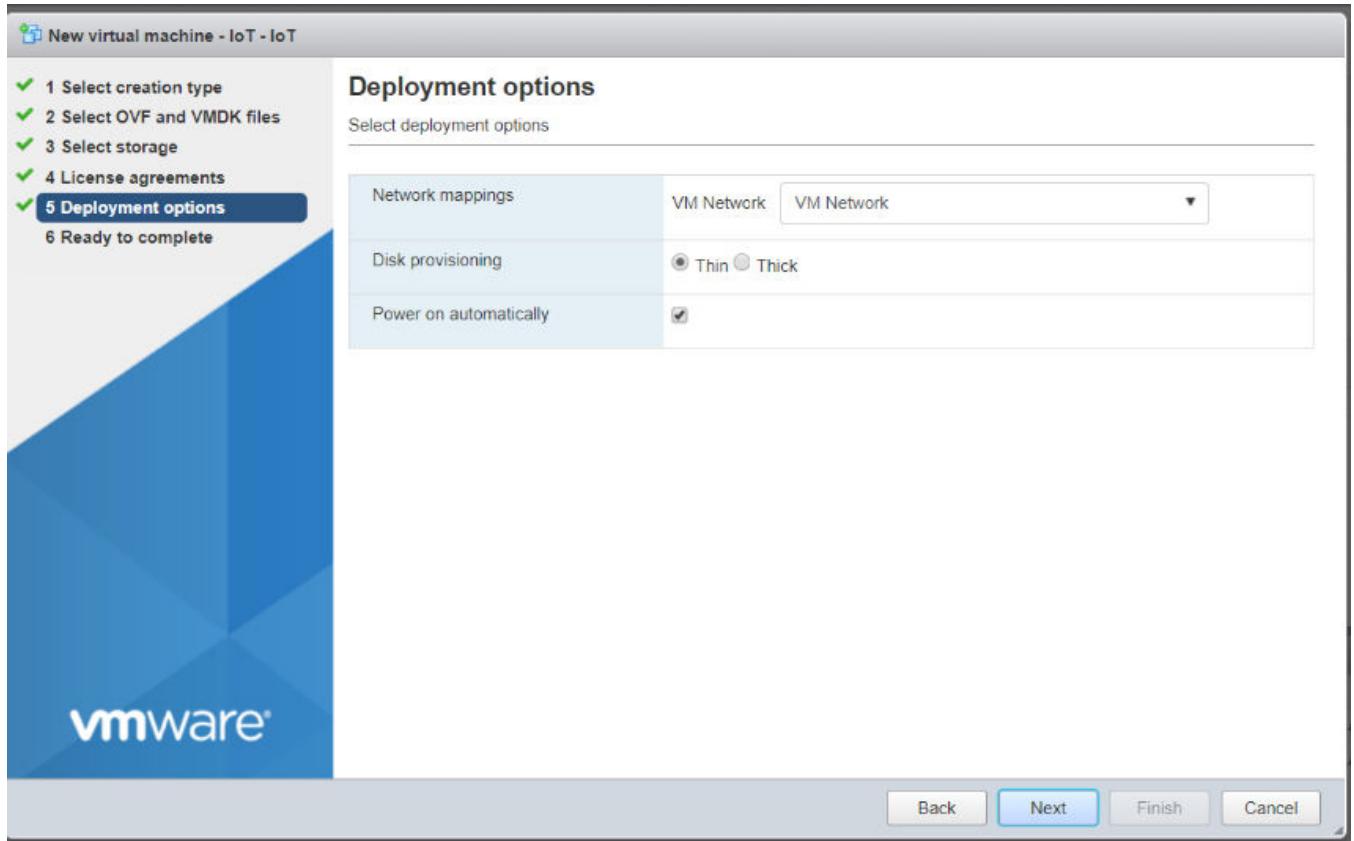 New virtual machine - IoT - IoT
1 Select creation type
2 Select OVF and VMDK files
3 Select storage
4 License agreements
5 Deployment options
6 Ready to complete
Deployment options
Select deployment options
Network mappings VM Network VM Network
Disk provisioning Thin Thick
Power on automatically
vmware®
Back Next Finish Cancel